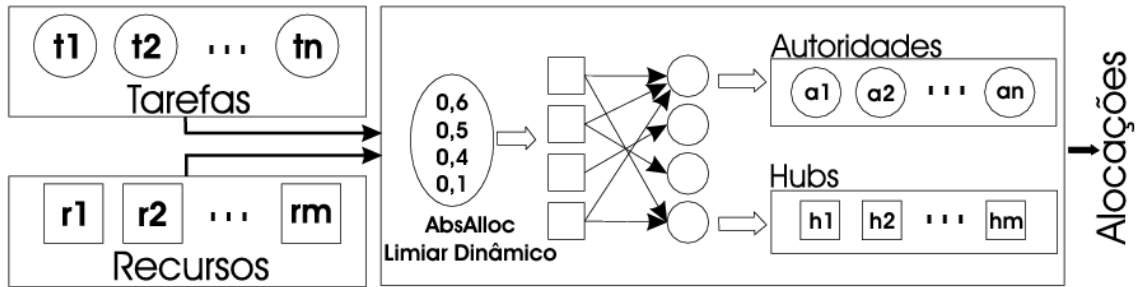 t1 t2 ... tn
Tarefas
r1 r2 ... rm
Recursos
0,6
0,5
0,4
0,1
AbsAlloc
Limiar Dinâmico
Autoridades
a1 a2 ... an
Hubs
h1 h2 ... hm
Alocações